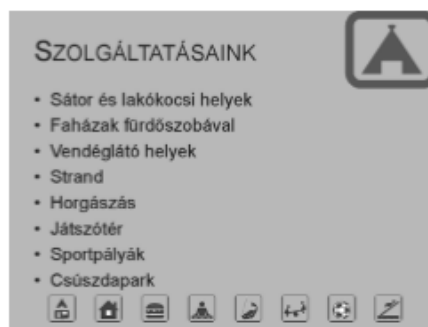 SZOLGÁLTATÁSAINK
• Sátor és lakókocsi helyek
• Faházak fürdőszobával
• Vendéglátó helyek
• Strand
• Horgászás
• Játszótér
• Sportpályák
• Csúszdapark